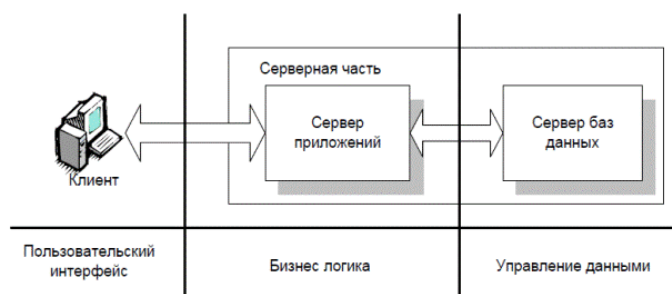 Серверная часть
Сервер
приложений
Сервер баз
данных
Клиент
Пользовательский
интерфейс
Бизнес логика
Управление данными